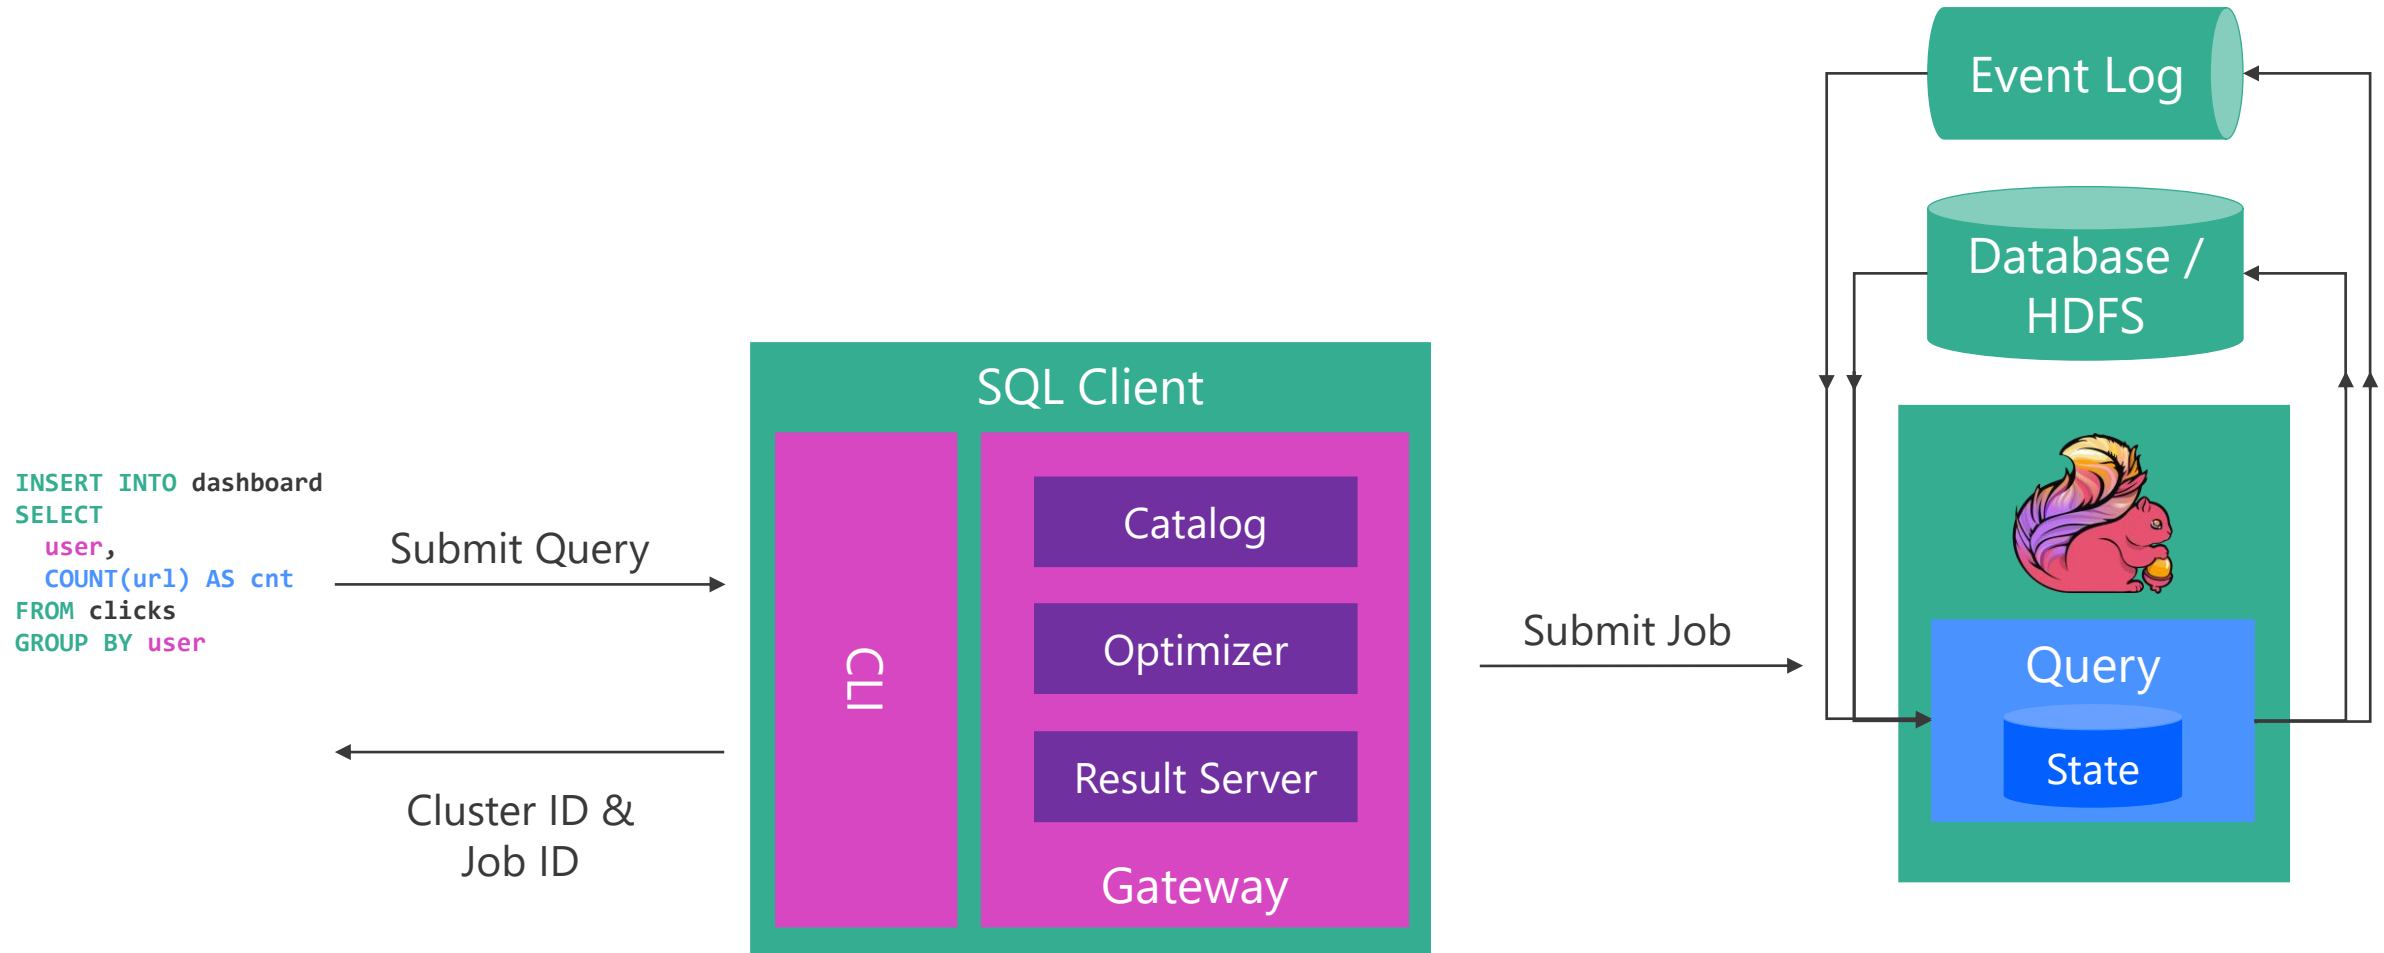 INSERT INTO dashboard
SELECT
user,
COUNT(url) AS cnt
FROM clicks
GROUP BY user
Submit Query
Cluster ID &
Job ID
SQL Client
CLI
Catalog
Optimizer
Result Server
Gateway
Submit Job
Event Log
Database /
HDFS
Query
State